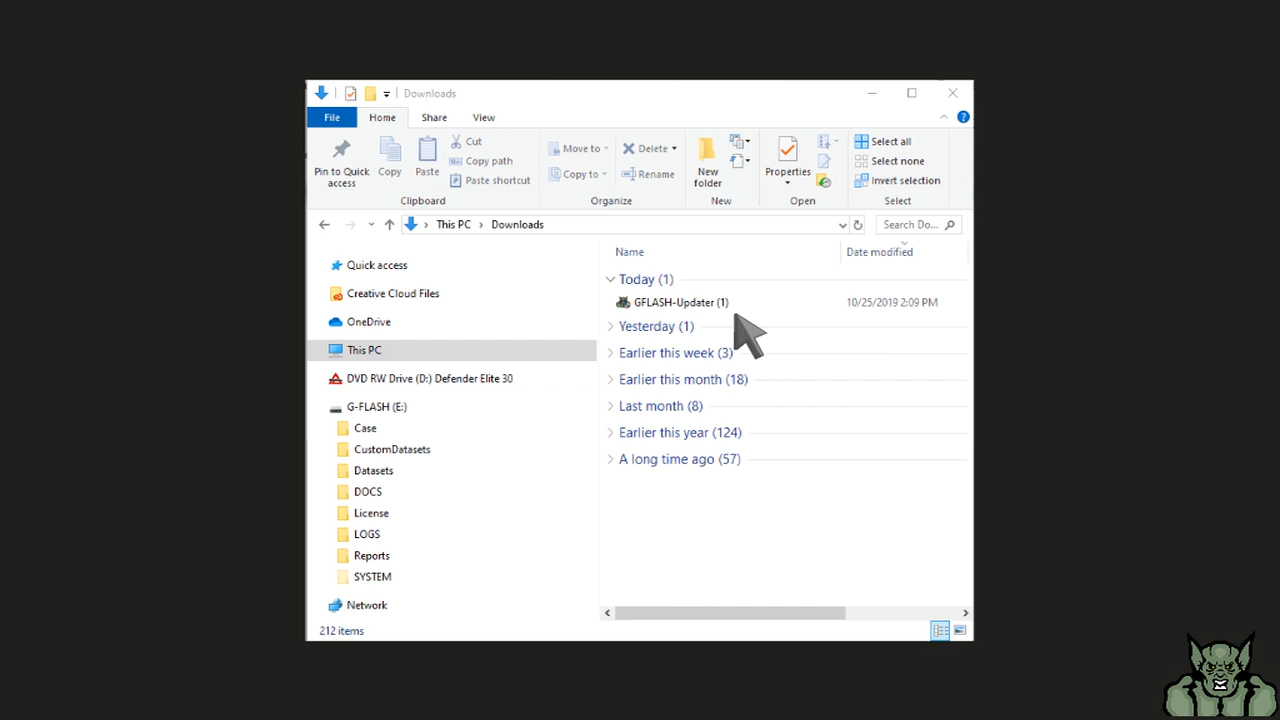 Downloads
File Home Share View
Pin to Quick access
Copy
Paste
Cut
Copy path
Paste shortcut
Clipboard
Move to
Copy to
Delete
Rename
Organize
New folder
New
Properties
Open
Select all
Select none
Invert selection
Select
This PC > Downloads
Search Do...
Name Date modified
Quick access
Creative Cloud Files
OneDrive
This PC
DVD RW Drive (D:) Defender Elite 30
G-FLASH (E:)
Case
CustomDatasets
Datasets
DOCS
License
LOGS
Reports
SYSTEM
Network
Today (1)
GFLASH-Updater (1) 10/25/2019 2:09 PM
Yesterday (1)
Earlier this week (3)
Earlier this month (18)
Last month (8)
Earlier this year (124)
A long time ago (57)
212 items